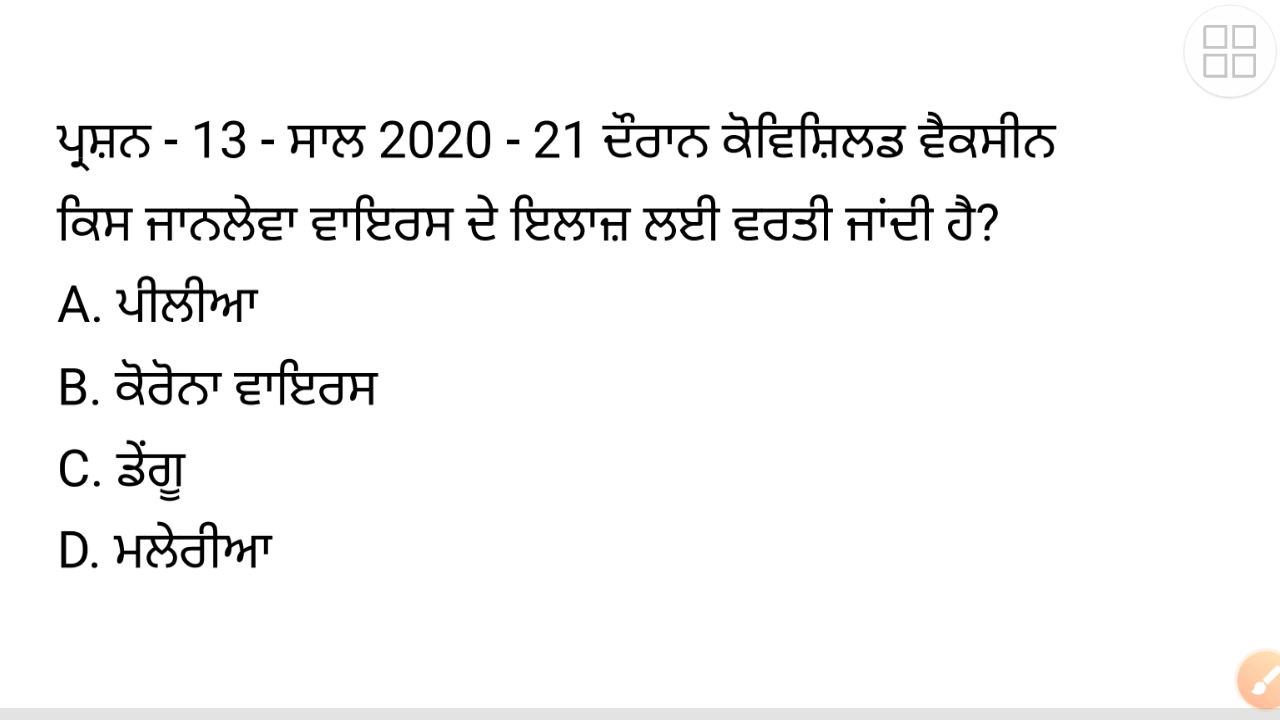 ਪ੍ਰਸ਼ਨ - 13 - ਸਾਲ 2020 - 21 ਦੌਰਾਨ ਕੋਵਿਸ਼ਿਲਡ ਵੈਕਸੀਨ
ਕਿਸ ਜਾਨਲੇਵਾ ਵਾਇਰਸ ਦੇ ਇਲਾਜ਼ ਲਈ ਵਰਤੀ ਜਾਂਦੀ ਹੈ?
A. ਪੀਲੀਆ
B. ਕੋਰੋਨਾ ਵਾਇਰਸ
C. ਡੇਂਗੂ
D. ਮਲੇਰੀਆ